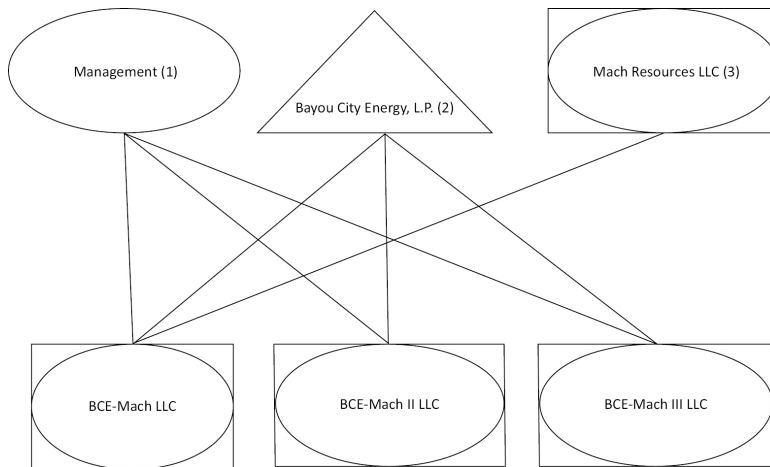 Management (1)
Bayou City Energy, L.P. (2)
Mach Resources LLC (3)
BCE-Mach LLC
BCE-Mach II LLC
BCE-Mach III LLC